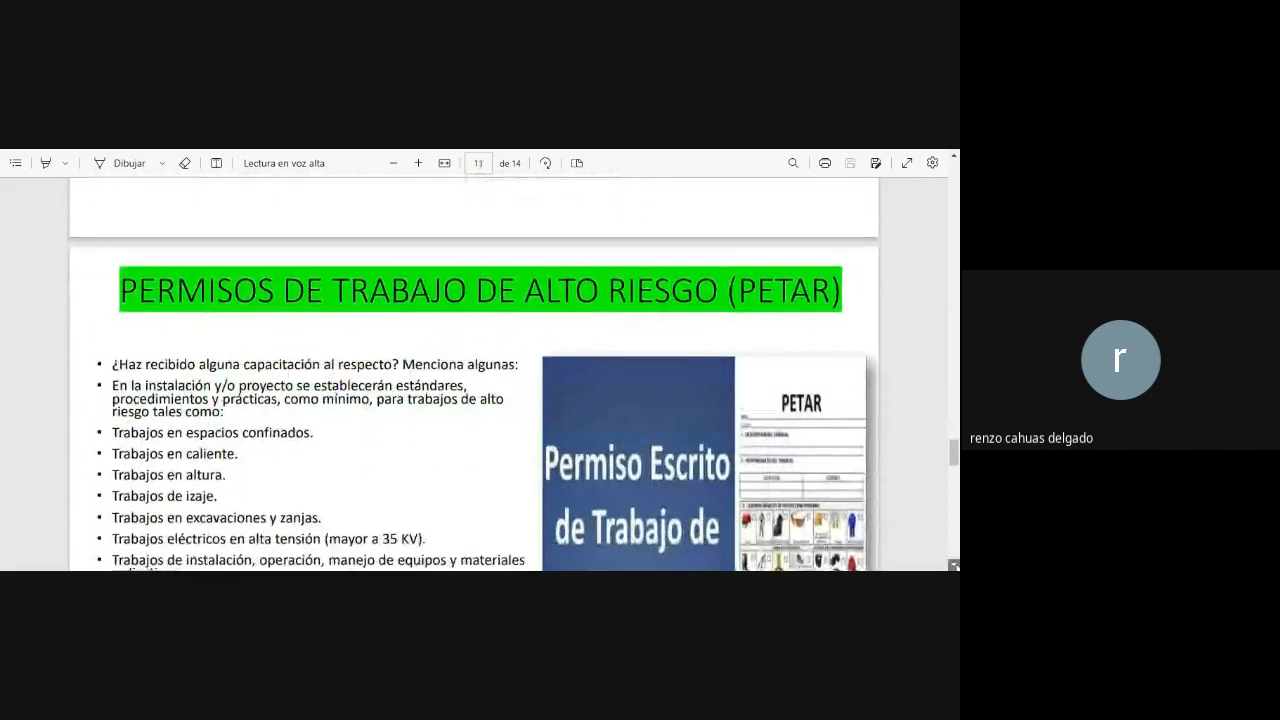 Dibujar
Lectura en voz alta
13 de 14
PERMISOS DE TRABAJO DE ALTO RIESGO (PETAR)
• ¿Haz recibido alguna capacitación al respecto? Menciona algunas:
• En la instalación y/o proyecto se establecerán estándares,
procedimientos y prácticas, como mínimo, para trabajos de alto
riesgo tales como:
• Trabajos en espacios confinados.
• Trabajos en caliente.
• Trabajos en altura.
• Trabajos de izaje.
• Trabajos en excavaciones y zanjas.
• Trabajos eléctricos en alta tensión (mayor a 35 KV).
• Trabajos de instalación, operación, manejo de equipos y materiales
Permiso Escrito
de Trabajo de
PETAR
r
renzo cahuas delgado